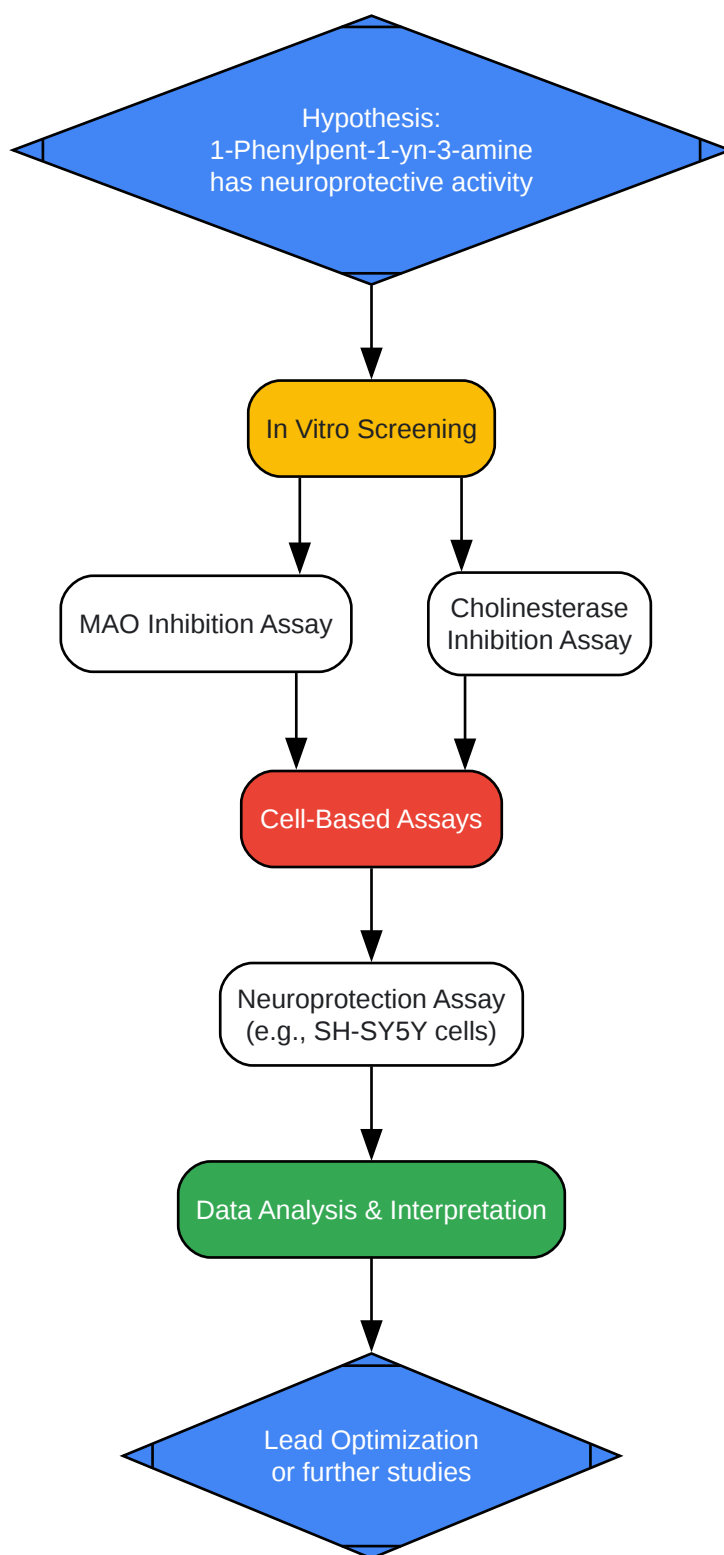 Hypothesis:
1-Phenylpent-1-yn-3-amine
has neuroprotective activity
In Vitro Screening
MAO Inhibition Assay
Cholinesterase
Inhibition Assay
Cell-Based Assays
Neuroprotection Assay
(e.g., SH-SY5Y cells)
Data Analysis & Interpretation
Lead Optimization
or further studies